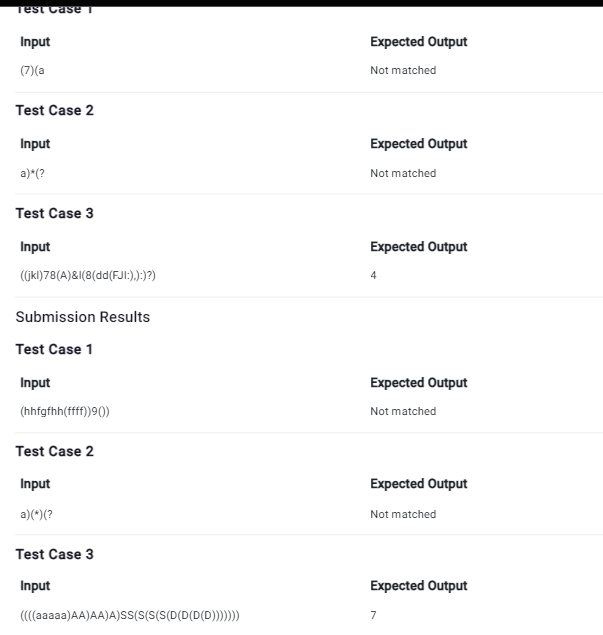 Test Case 1
Input Expected Output
(7)(a Not matched
Test Case 2
Input Expected Output
a)*(? Not matched
Test Case 3
Input Expected Output
((jkl)78(A)&l(8(dd(FJI:),):)?) 4
Submission Results
Test Case 1
Input Expected Output
(hhfgfhh(ffff))9()) Not matched
Test Case 2
Input Expected Output
a)(*)(? Not matched
Test Case 3
Input Expected Output
((((aaaaa)AA)AA)A)SS(S(S(S(D(D(D(D))))))) 7